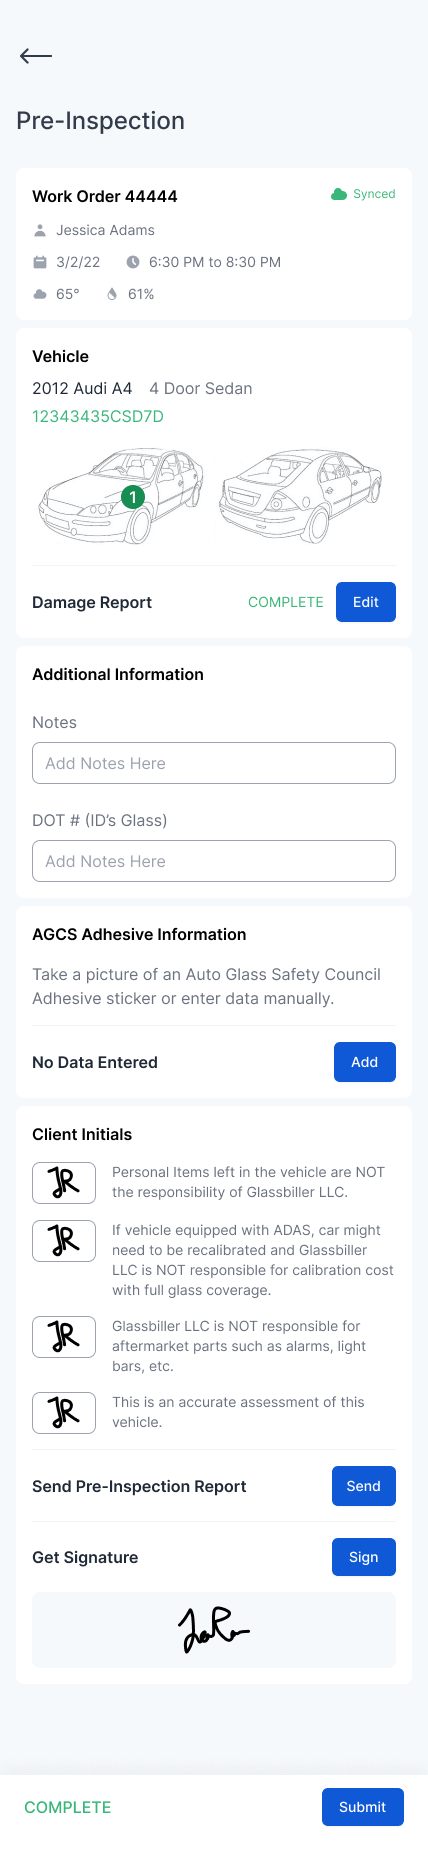 Pre-Inspection
Work Order 44444
Synced
Jessica Adams
3/2/22 6:30 PM to 8:30 PM
65° 61%
Vehicle
2012 Audi A4 4 Door Sedan
12343435CSD7D
1
Damage Report COMPLETE Edit
Additional Information
Notes
Add Notes Here
DOT # (ID’s Glass)
Add Notes Here
AGCS Adhesive Information
Take a picture of an Auto Glass Safety Council
Adhesive sticker or enter data manually.
No Data Entered Add
Client Initials
JR
Personal Items left in the vehicle are NOT
the responsibility of Glassbiller LLC.
JR
If vehicle equipped with ADAS, car might
need to be recalibrated and Glassbiller
LLC is NOT responsible for calibration cost
with full glass coverage.
JR
Glassbiller LLC is NOT responsible for
aftermarket parts such as alarms, light
bars, etc.
JR
This is an accurate assessment of this
vehicle.
Send Pre-Inspection Report Send
Get Signature Sign
COMPLETE Submit